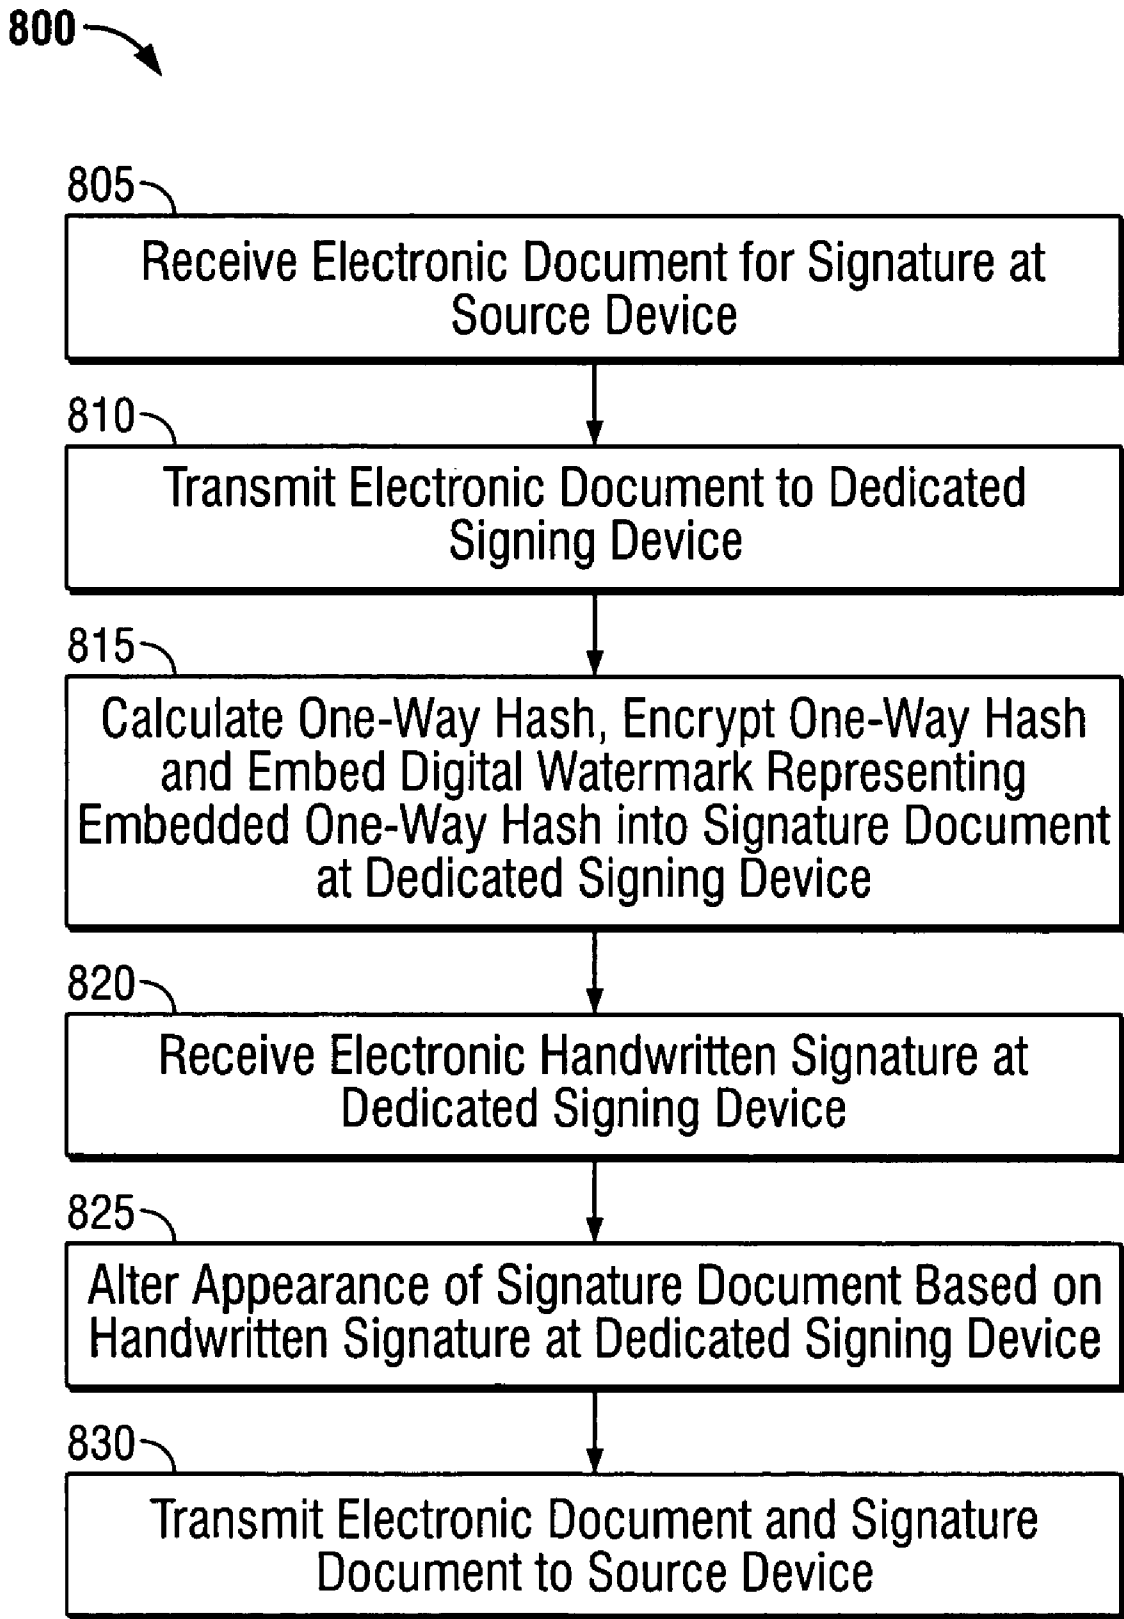 800
805
Receive Electronic Document for Signature at
Source Device
810
Transmit Electronic Document to Dedicated
Signing Device
815
Calculate One-Way Hash, Encrypt One-Way Hash
and Embed Digital Watermark Representing
Embedded One-Way Hash into Signature Document
at Dedicated Signing Device
820
Receive Electronic Handwritten Signature at
Dedicated Signing Device
825
Alter Appearance of Signature Document Based on
Handwritten Signature at Dedicated Signing Device
830
Transmit Electronic Document and Signature
Document to Source Device